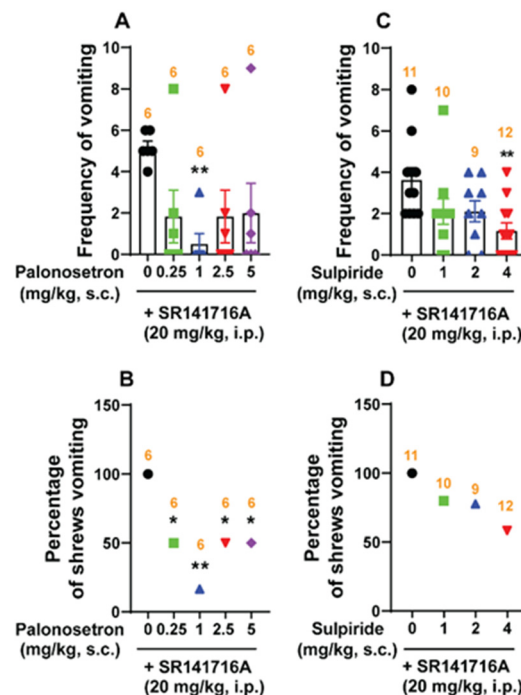 A
Frequency of vomiting
10
8
6
4
2
0
6
6
6
6
6
**
Palonosetron
(mg/kg, s.c.)
0
0.25
1
2.5
5
+ SR141716A
(20 mg/kg, i.p.)
C
Frequency of vomiting
10
8
6
4
2
0
11
10
9
12
**
Sulpiride
(mg/kg, s.c.)
0
1
2
4
+ SR141716A
(20 mg/kg, i.p.)
B
Percentage
of shrews vomiting
150
100
50
0
6
6
*
6
**
6
*
6
*
Palonosetron
(mg/kg, s.c.)
0
0.25
1
2.5
5
+ SR141716A
(20 mg/kg, i.p.)
D
Percentage
of shrews vomiting
150
100
50
0
11
10
9
12
Sulpiride
(mg/kg, s.c.)
0
1
2
4
+ SR141716A
(20 mg/kg, i.p.)